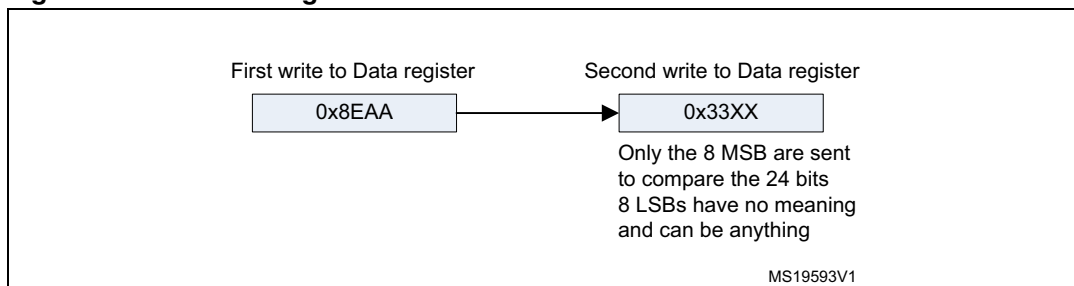 First write to Data register
Second write to Data register
0x8EAA
0x33XX
Only the 8 MSB are sent
to compare the 24 bits
8 LSBs have no meaning
and can be anything
MS19593V1